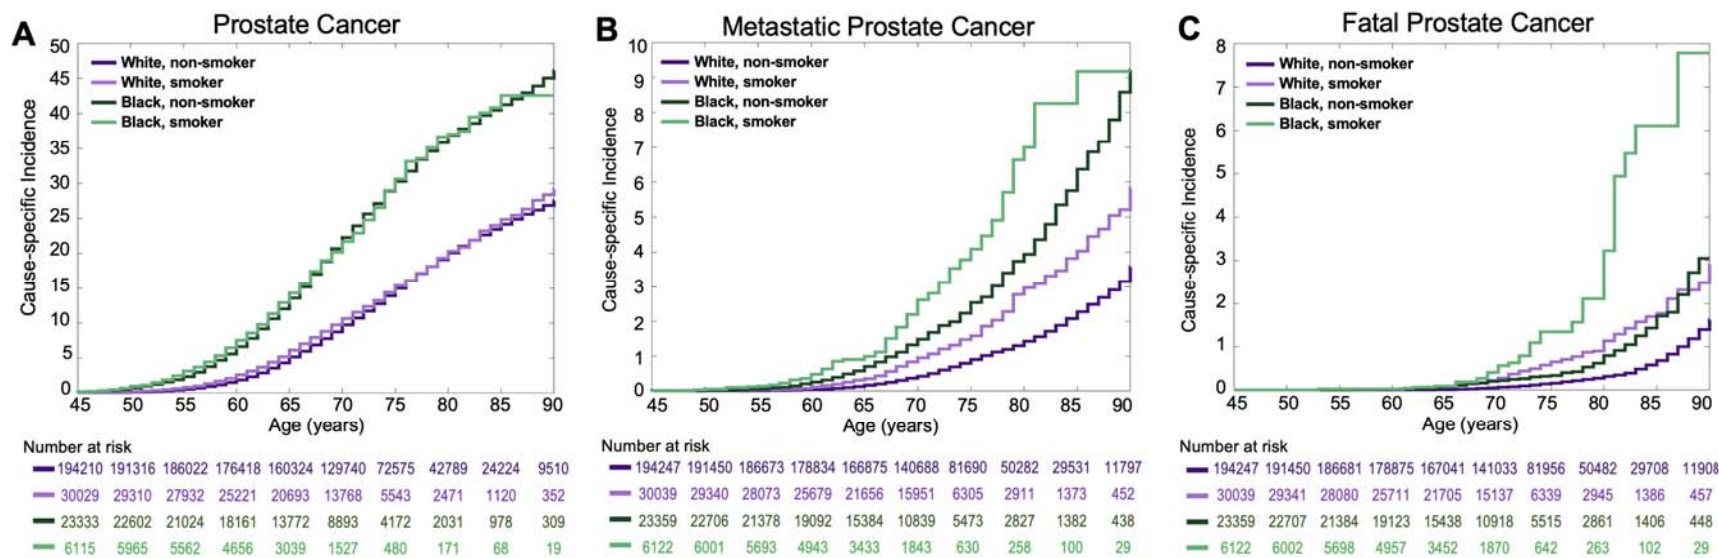 A Prostate Cancer
50
45
40
35
30
25
20
15
10
5
0
Cause-specific Incidence
White, non-smoker
White, smoker
Black, non-smoker
Black, smoker
45 50 55 60 65 70 75 80 85 90
Age (years)
Number at risk
194210 191316 186022 176418 160324 129740 72575 42789 24224 9510
30029 29310 27932 25221 20693 13768 5543 2471 1120 352
23333 22602 21024 18161 13772 8893 4172 2031 978 309
6115 5965 5562 4656 3039 1527 480 171 68 19
B Metastatic Prostate Cancer
10
9
8
7
6
5
4
3
2
1
0
Cause-specific Incidence
White, non-smoker
White, smoker
Black, non-smoker
Black, smoker
45 50 55 60 65 70 75 80 85 90
Age (years)
Number at risk
194247 191450 186673 178834 166875 140688 81690 50282 29531 11797
30039 29340 28073 25679 21656 15951 6305 2911 1373 452
23359 22706 21378 19092 15384 10839 5473 2827 1382 438
6122 6001 5693 4943 3433 1843 630 258 100 29
C Fatal Prostate Cancer
8
7
6
5
4
3
2
1
0
Cause-specific Incidence
White, non-smoker
White, smoker
Black, non-smoker
Black, smoker
45 50 55 60 65 70 75 80 85 90
Age (years)
Number at risk
194247 191450 186681 178875 167041 141033 81956 50482 29708 11908
30039 29341 28080 25711 21705 15137 6339 2945 1386 457
23359 22707 21384 19123 15438 10918 5515 2861 1406 448
6122 6002 5698 4957 3452 1870 642 263 102 29